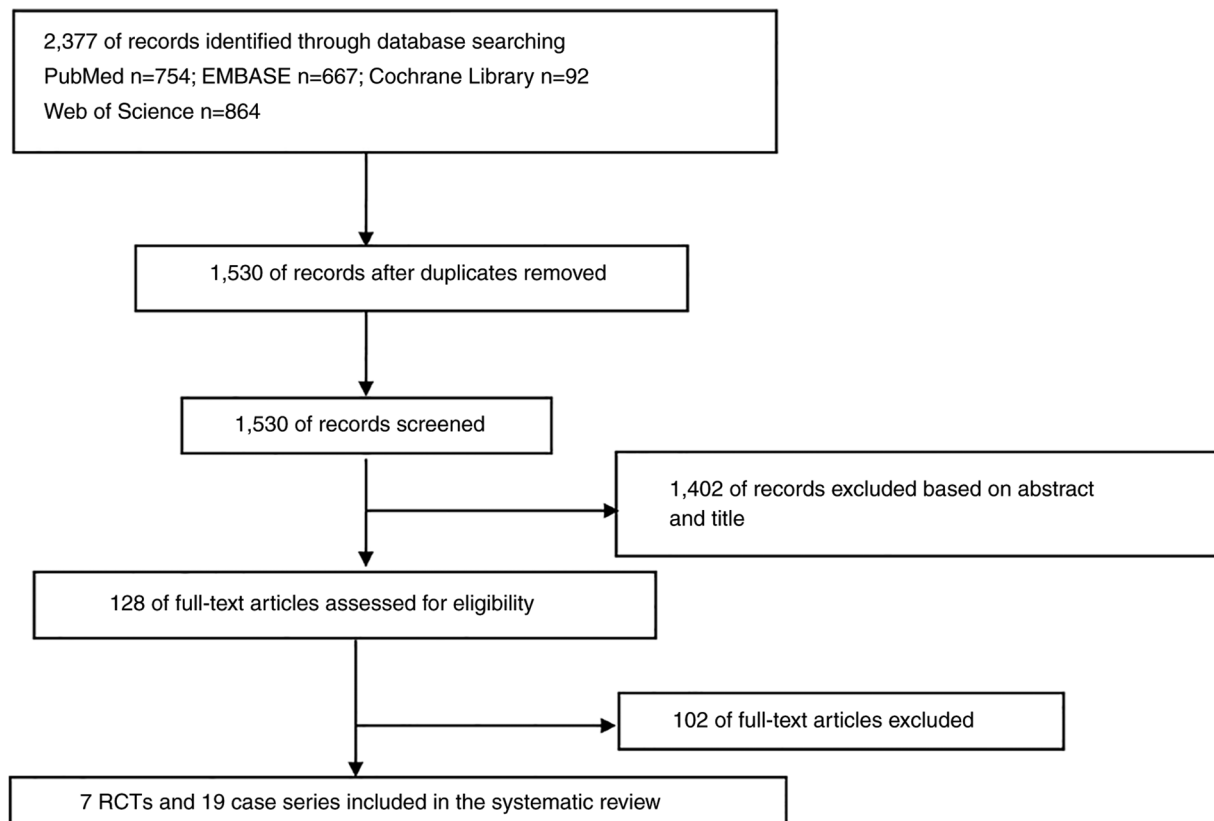 2,377 of records identified through database searching
PubMed n=754; EMBASE n=667; Cochrane Library n=92
Web of Science n=864
1,530 of records after duplicates removed
1,530 of records screened
1,402 of records excluded based on abstract
and title
128 of full-text articles assessed for eligibility
102 of full-text articles excluded
7 RCTs and 19 case series included in the systematic review